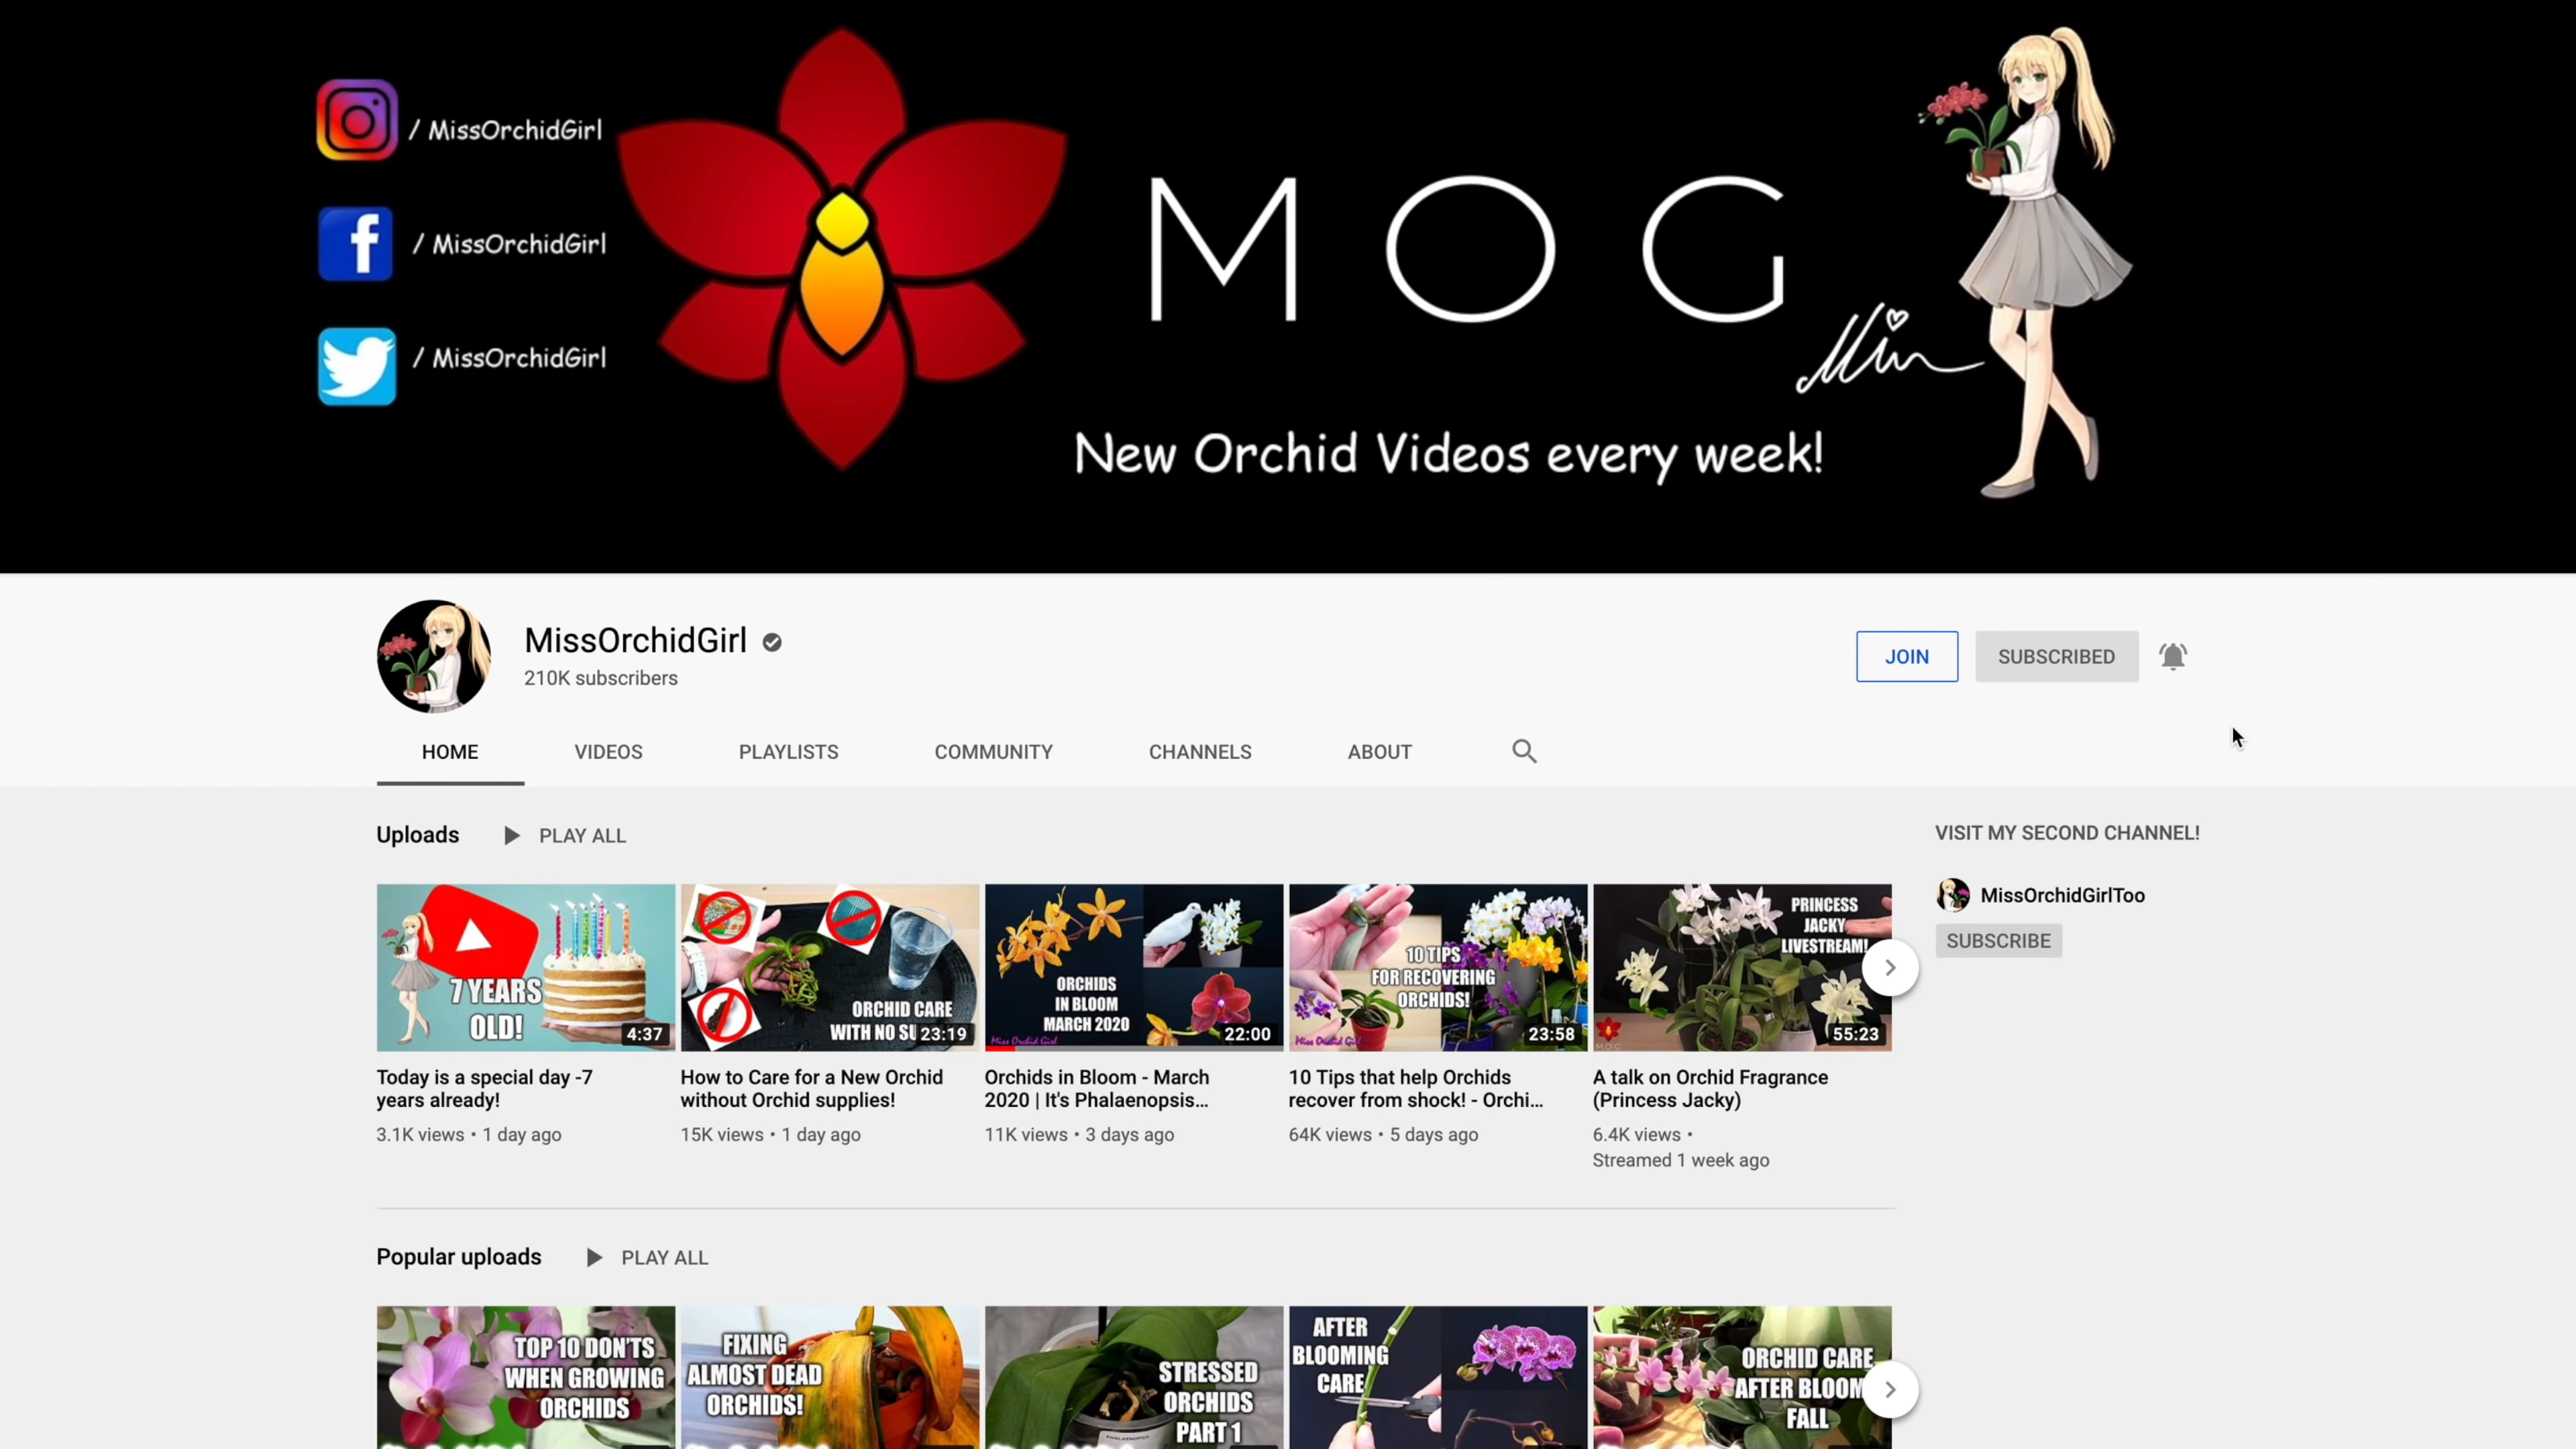 / MissOrchidGirl
/ MissOrchidGirl
/ MissOrchidGirl
M O G
New Orchid Videos every week!
MissOrchidGirl
210K subscribers
JOIN
SUBSCRIBED
HOME
VIDEOS
PLAYLISTS
COMMUNITY
CHANNELS
ABOUT
Uploads
PLAY ALL
VISIT MY SECOND CHANNEL!
MissOrchidGirlToo
SUBSCRIBE
7 YEARS
OLD!
4:37
Today is a special day -7
years already!
3.1K views • 1 day ago
ORCHID CARE
WITH NO
23:19
How to Care for a New Orchid
without Orchid supplies!
15K views • 1 day ago
ORCHIDS
IN BLOOM
MARCH 2020
Miss Orchid Girl
22:00
Orchids in Bloom - March
2020 | It's Phalaenopsis...
11K views • 3 days ago
10 TIPS
FOR RECOVERING
ORCHIDS!
Miss Orchid Girl
23:58
10 Tips that help Orchids
recover from shock! - Orchi...
64K views • 5 days ago
PRINCESS
JACKY
LIVESTREAM!
MOG
55:23
A talk on Orchid Fragrance
(Princess Jacky)
6.4K views •
Streamed 1 week ago
Popular uploads
PLAY ALL
TOP 10 DON'TS
WHEN GROWING
ORCHIDS
FIXING
ALMOST DEAD
ORCHIDS!
STRESSED
ORCHIDS
PART 1
AFTER
BLOOMING
CARE
ORCHID CARE
AFTER BLOOM
FALL